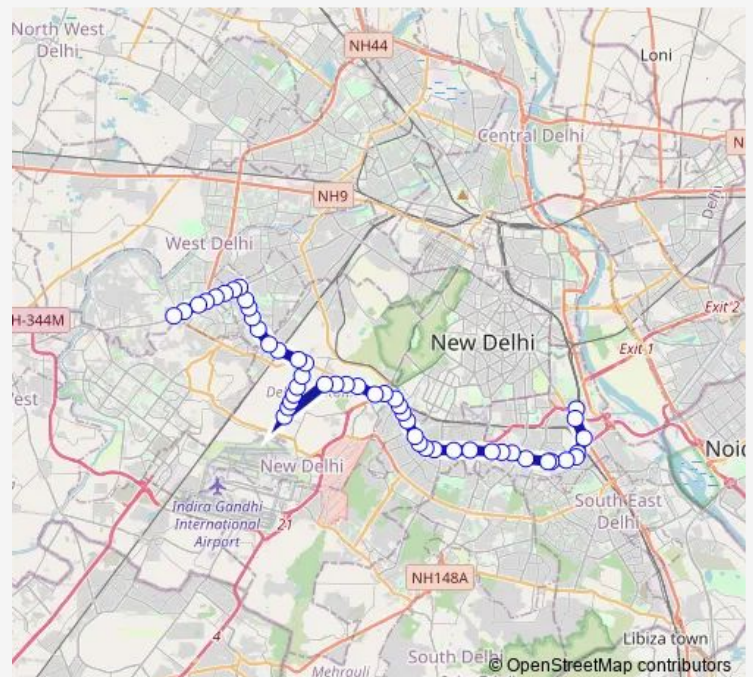 North West
Delhi
NH44
Loni
Central Delhi
N
NH9
Delhi
West Delhi
H-344M
Exit 2
New Delhi
Exit 1
est
New Delhi
Noid
Indira Gandhi
International
Airport
21
South East
Delhi
NH148A
4
Libiza town
South Delhi
Mehrauli
© OpenStreetMap contributors